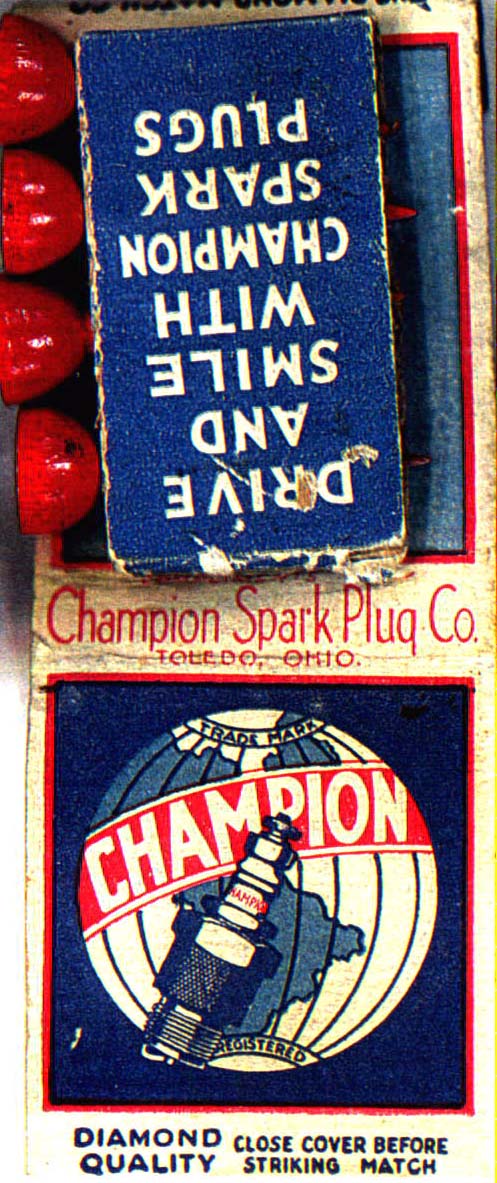 DRIVE
AND
SMILE
WITH
CHAMPION
SPARK
PLUGS
Champion Spark Plug Co.
TOLEDO, OHIO.
TRADE MARK
CHAMPION
HAMPIO
REGISTERED
DIAMOND
QUALITY
CLOSE COVER BEFORE
STRIKING MATCH